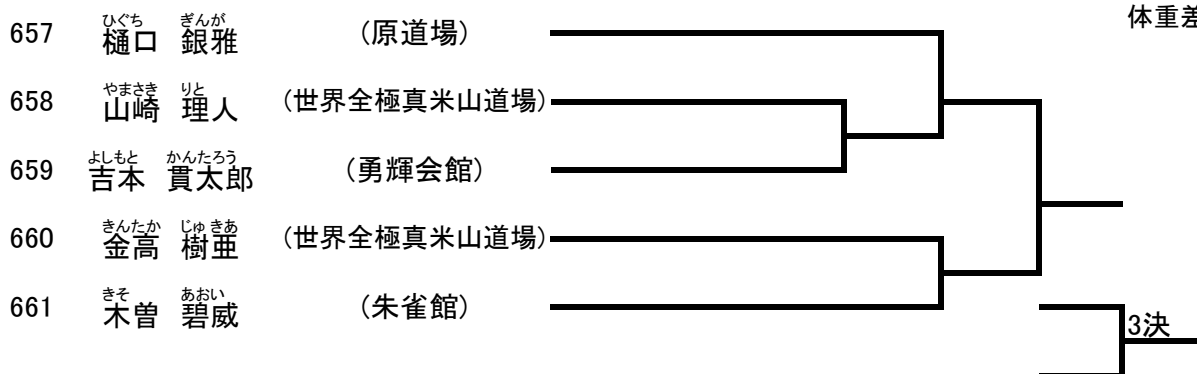 体重差
ひぐち ぎんが
657 樋口 銀雅 (原道場)
やまさき りと
658 山崎 理人 (世界全極真米山道場)
よしもと かんたろう
659 吉本 貫太郎 (勇輝会館)
きんたか じゅきあ
660 金高 樹亜 (世界全極真米山道場)
きそ あおい
661 木曽 碧威 (朱雀館)
3決